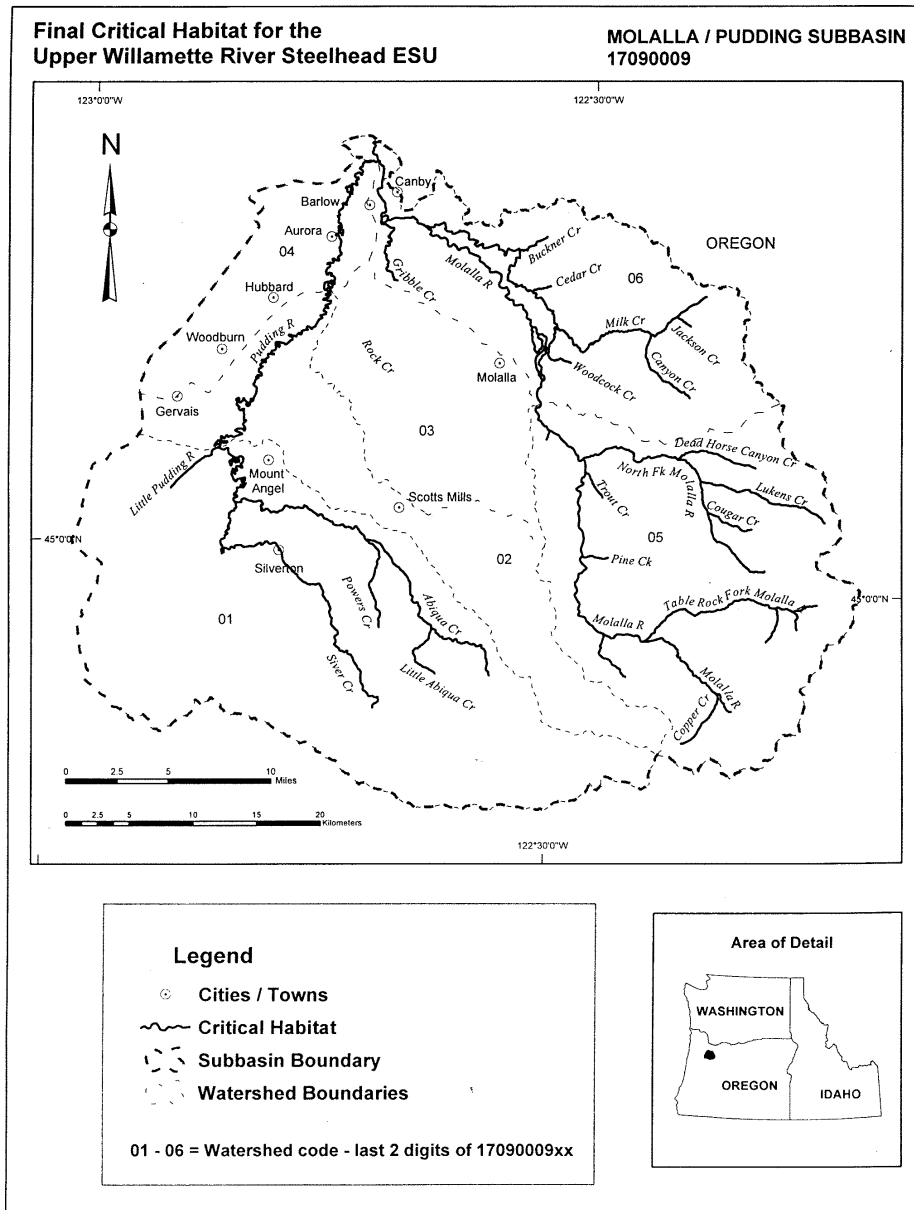 Final Critical Habitat for the
Upper Willamette River Steelhead ESU
MOLALLA / PUDDING SUBBASIN
17090009
123°0'0"W
122°30'0"W
N
Canby
Barlow
Aurora
04
OREGON
Buckner Cr
Cedar Cr
06
Gribble Cr
Molalla R
Hubbard
Woodburn
Pudding R
Rock Cr
Milk Cr
Jackson Cr
Canyon Cr
Molalla
Woodcock Cr
Gervais
03
Dead Horse Canyon Cr
Little Pudding R
Mount
Angel
North Fk Molalla R
Lukens Cr
Trout Cr
Scotts Mills
Cougar Cr
45°0'0"N
05
Silverton
02
Pine Ck
Powers Cr
Table Rock Fork Molalla
45°0'0"N
01
Abiqua Cr
Molalla R
Siver Cr
Little Abiqua Cr
Molalla R
Copper Cr
0 2.5 5 10
Miles
0 2.5 5 10 15 20
Kilometers
122°30'0"W
Legend
Cities / Towns
Critical Habitat
Subbasin Boundary
Watershed Boundaries
01 - 06 = Watershed code - last 2 digits of 17090009xx
Area of Detail
WASHINGTON
OREGON
IDAHO